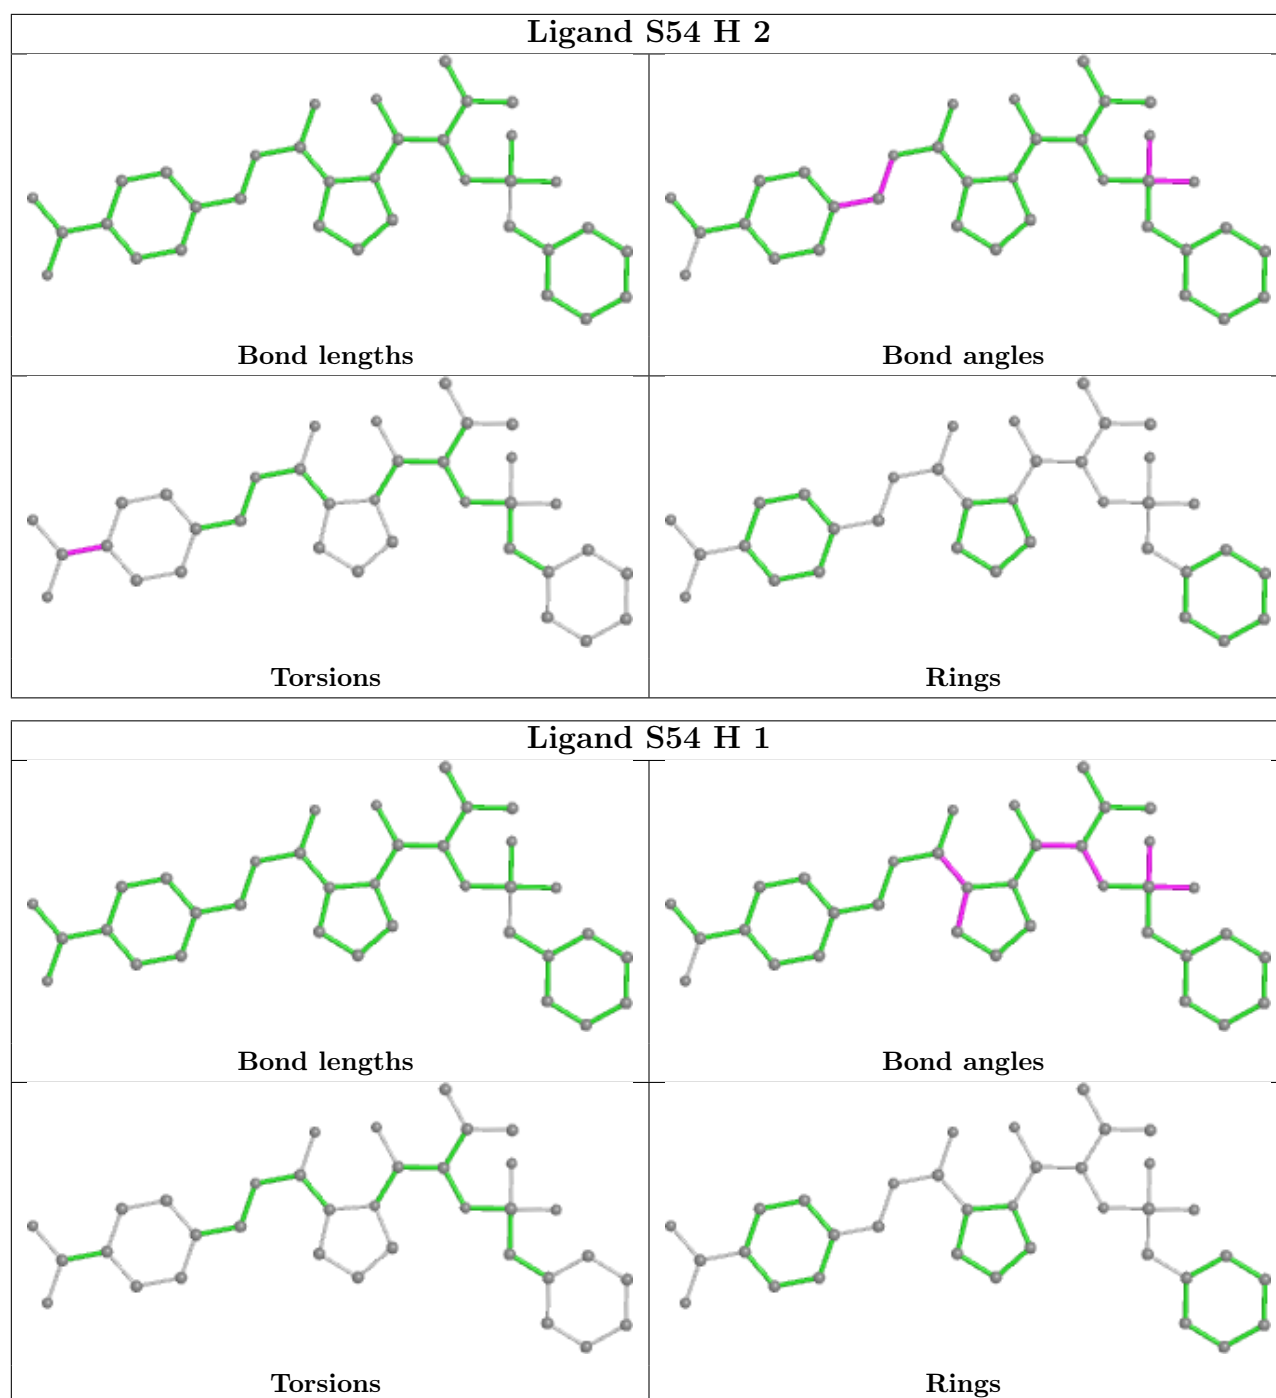 Ligand S54 H 2
Bond lengths
Bond angles
Torsions
Rings
Ligand S54 H 1
Bond lengths
Bond angles
Torsions
Rings